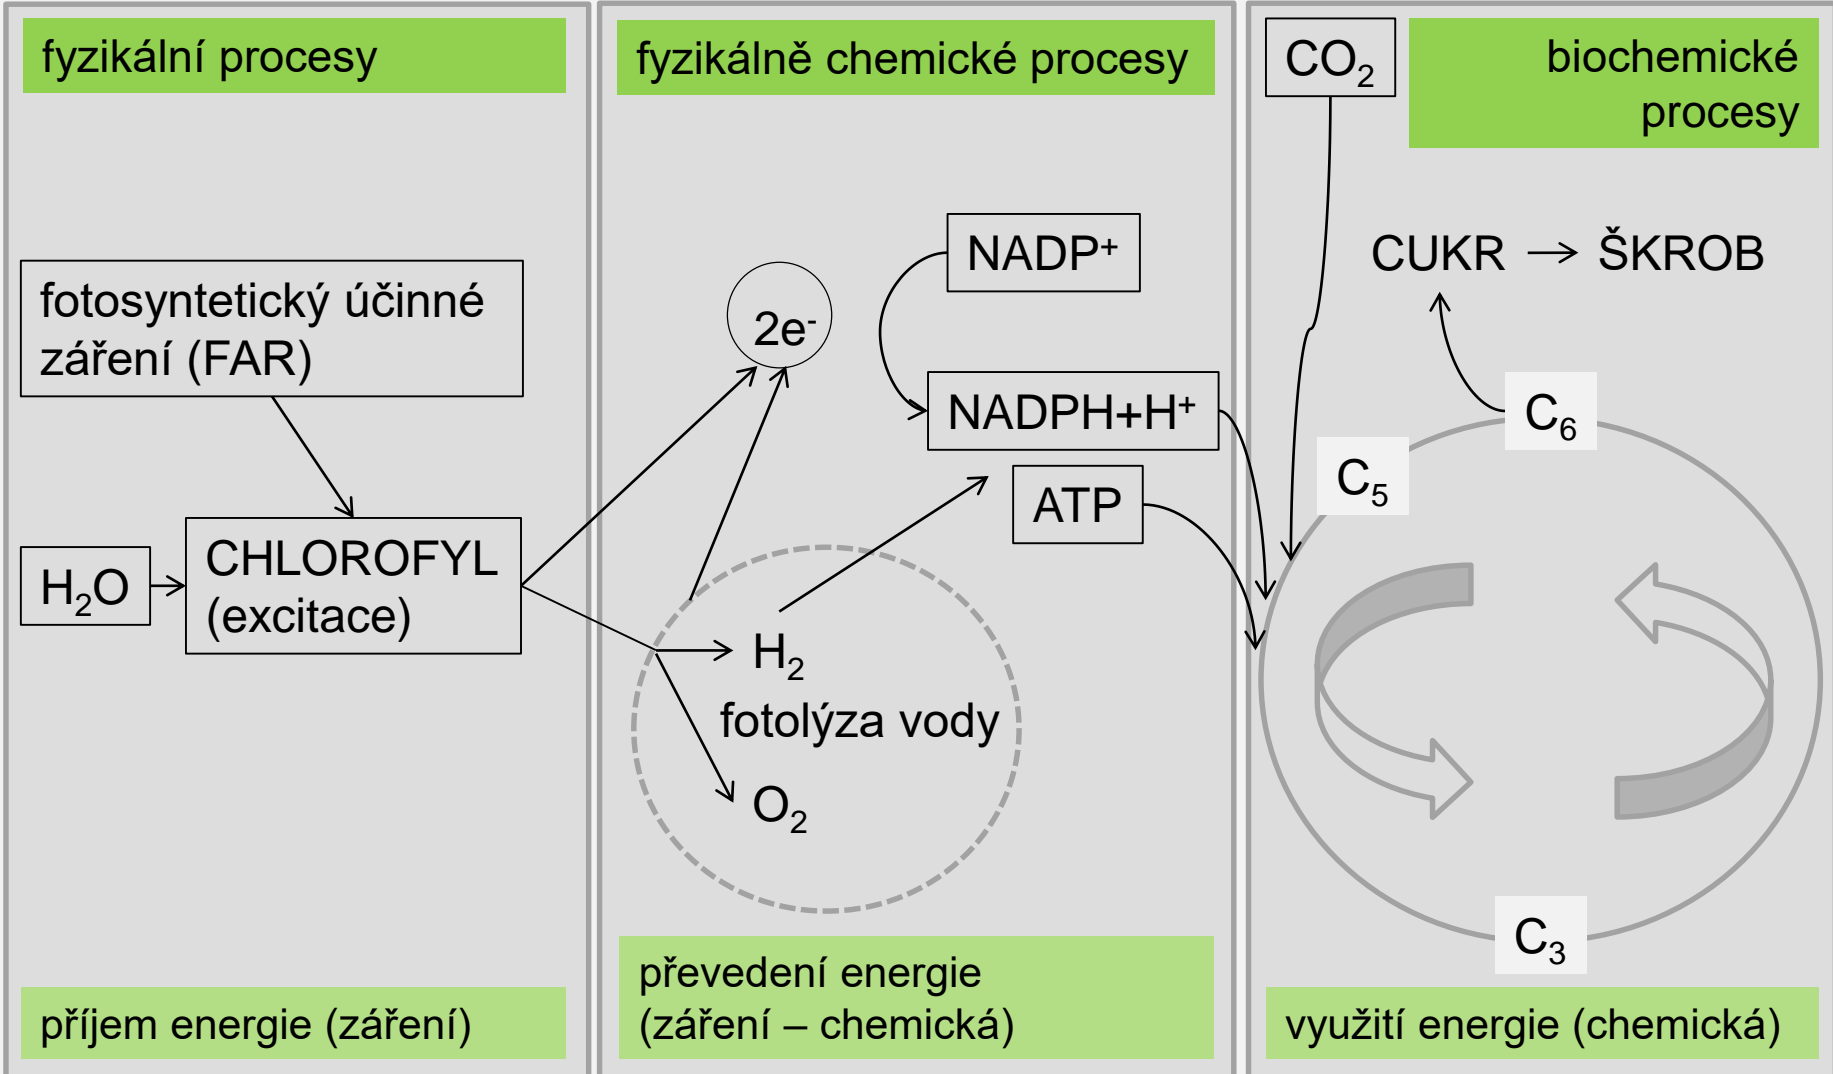 fyzikální procesy
fotosyntetický účinné
záření (FAR)
H₂O
CHLOROFYL
(excitace)
příjem energie (záření)
fyzikálně chemické procesy
2e⁻
NADP⁺
NADPH+H⁺
ATP
H₂
fotolýza vody
O₂
převedení energie
(záření – chemická)
CO₂
biochemické
procesy
CUKR → ŠKROB
C₆
C₅
C₃
využití energie (chemická)